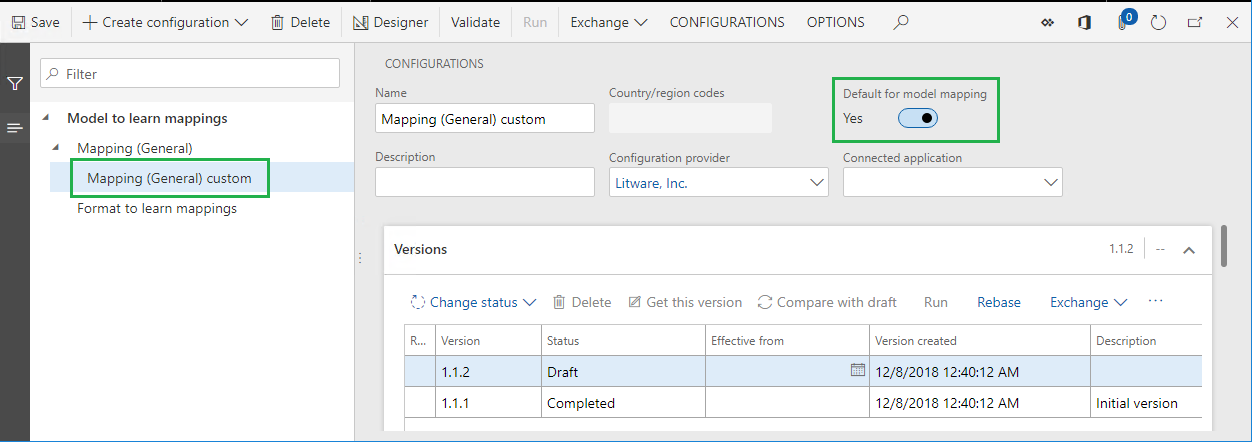 Save Create configuration Delete Designer Validate Run Exchange CONFIGURATIONS OPTIONS 0
Filter
Model to learn mappings
Mapping (General)
Mapping (General) custom
Format to learn mappings
CONFIGURATIONS
Name Country/region codes Default for model mapping
Mapping (General) custom Yes
Description Configuration provider Connected application
Litware, Inc.
Versions 1.1.2 --
Change status Delete Get this version Compare with draft Run Rebase Exchange ...
R... Version Status Effective from Version created Description
1.1.2 Draft 12/8/2018 12:40:12 AM
1.1.1 Completed 12/8/2018 12:40:12 AM Initial version